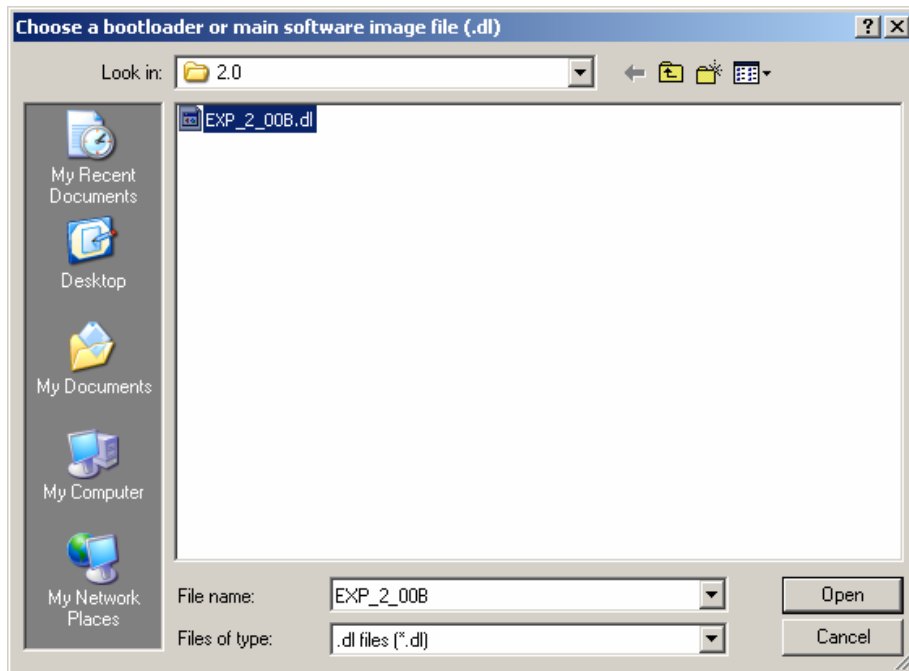 Choose a bootloader or main software image file (.dl)
Look in:
2.0
EXP_2_00B.dl
My Recent
Documents
Desktop
My Documents
My Computer
My Network
Places
File name:
EXP_2_00B
Open
Files of type:
.dl files (*.dl)
Cancel